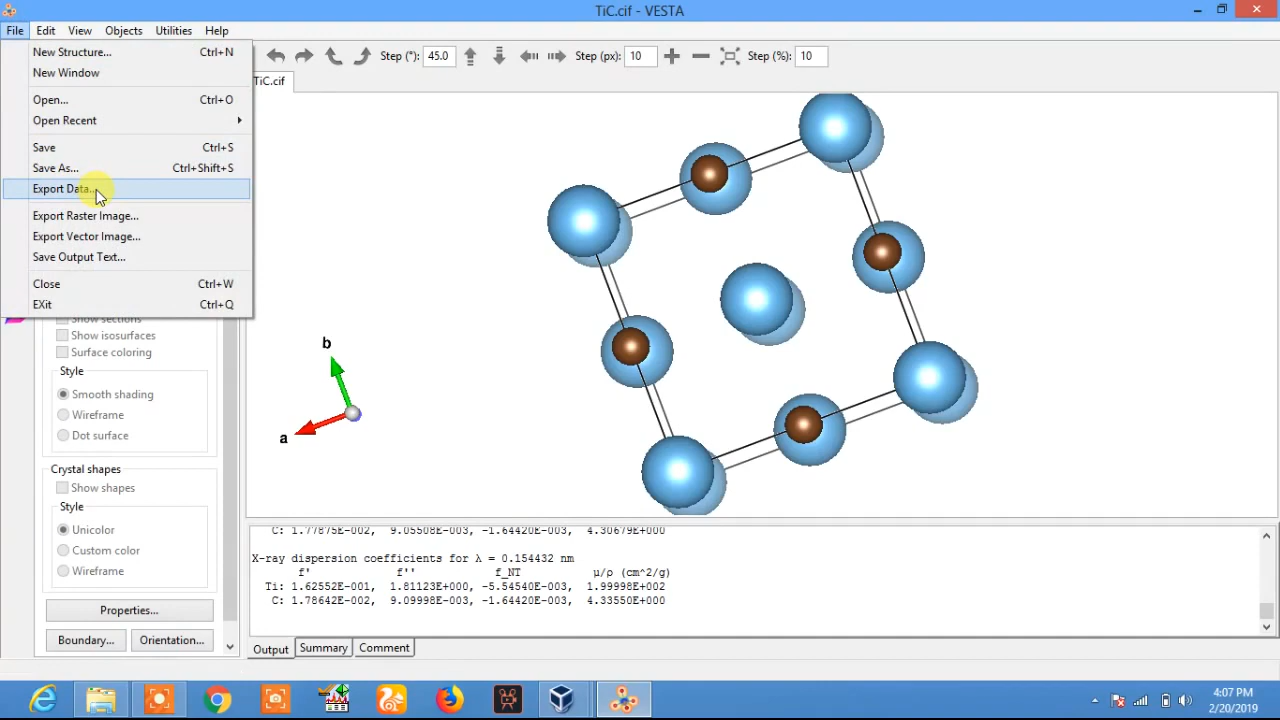 TiC.cif - VESTA
File Edit View Objects Utilities Help
New Structure... Ctrl+N
New Window
Open... Ctrl+O
Open Recent
Save Ctrl+S
Save As... Ctrl+Shift+S
Export Data...
Export Raster Image...
Export Vector Image...
Save Output Text...
Close Ctrl+W
EXit Ctrl+Q
Step (°): 45.0 Step (px): 10 Step (%): 10
TiC.cif
Show sections
Show isosurfaces
Surface coloring
Style
Smooth shading
Wireframe
Dot surface
Crystal shapes
Show shapes
Style
Unicolor
Custom color
Wireframe
Properties...
Boundary... Orientation...
b
a
C: 1.77875E-002, 9.05508E-003, -1.64420E-003, 4.30679E+000
X-ray dispersion coefficients for λ = 0.154432 nm
f' f'' f_NT μ/ρ (cm^2/g)
Ti: 1.62552E-001, 1.81123E+000, -5.54540E-003, 1.99998E+002
C: 1.78642E-002, 9.09998E-003, -1.64420E-003, 4.33550E+000
Output Summary Comment
4:07 PM
2/20/2019